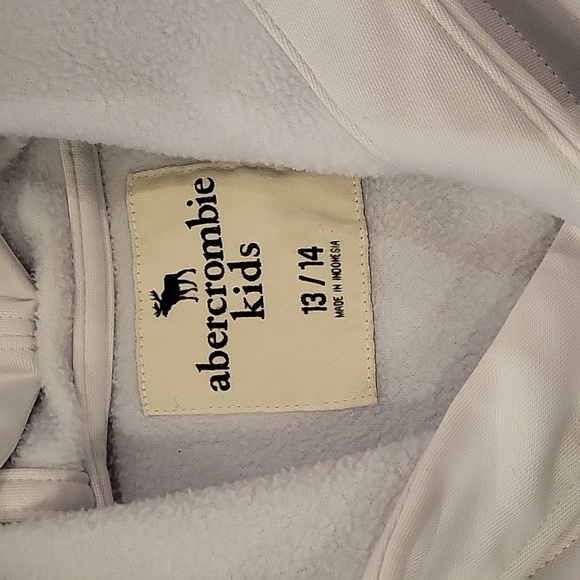 abercrombie
kids
13 / 14
MADE IN INDONESIA